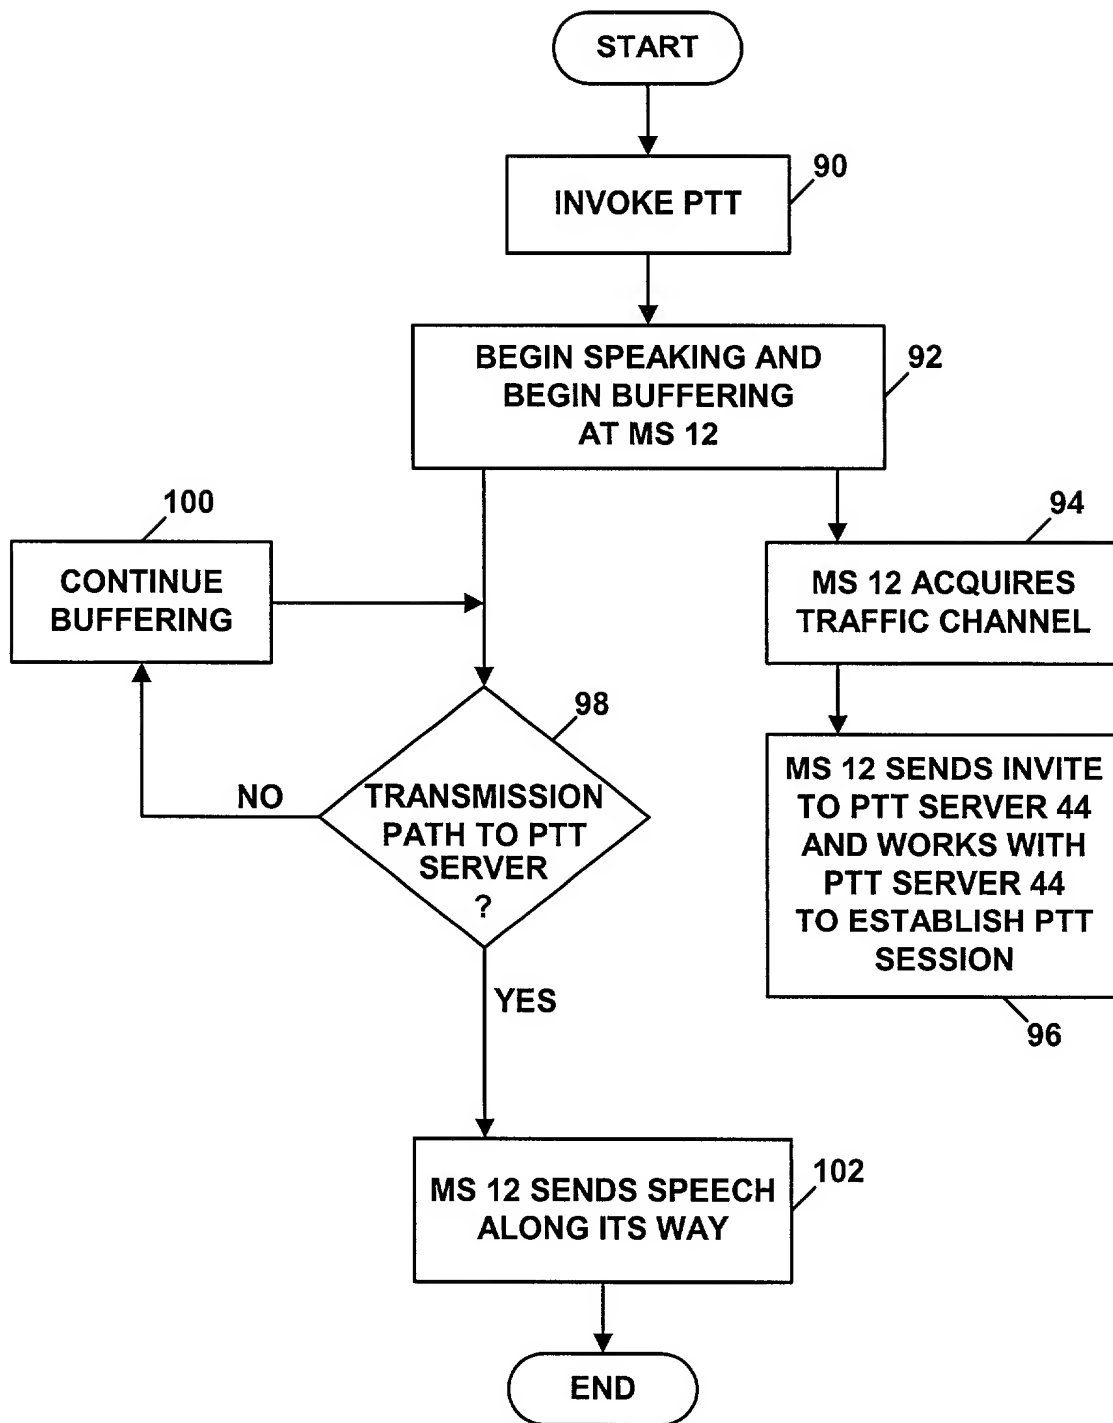 START
90
INVOKE PTT
BEGIN SPEAKING AND
BEGIN BUFFERING
AT MS 12
92
100
CONTINUE
BUFFERING
94
MS 12 ACQUIRES
TRAFFIC CHANNEL
98
NO
TRANSMISSION
PATH TO PTT
SERVER
?
MS 12 SENDS INVITE
TO PTT SERVER 44
AND WORKS WITH
PTT SERVER 44
TO ESTABLISH PTT
SESSION
96
YES
MS 12 SENDS SPEECH
ALONG ITS WAY
102
END